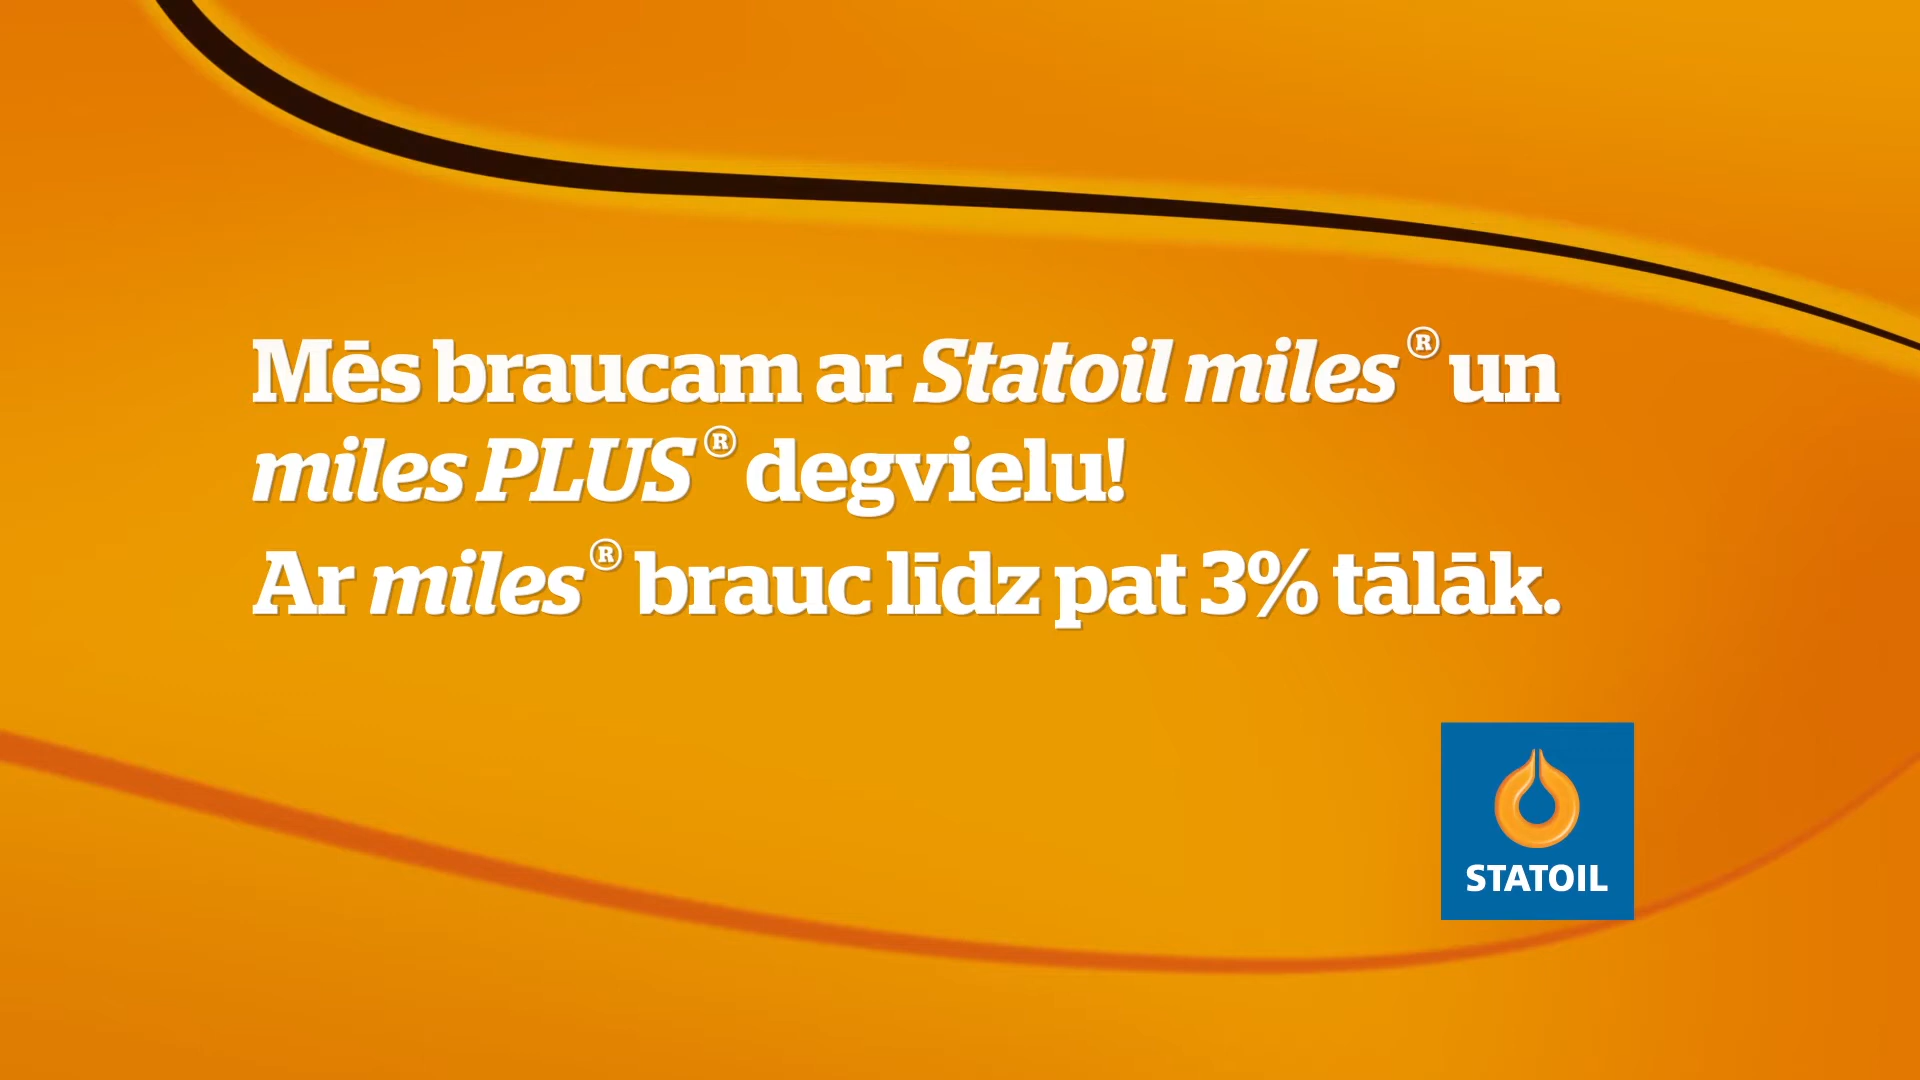 Mēs braucam ar Statoil miles® un
miles PLUS® degvielu!
Ar miles® brauc līdz pat 3% tālāk.
STATOIL